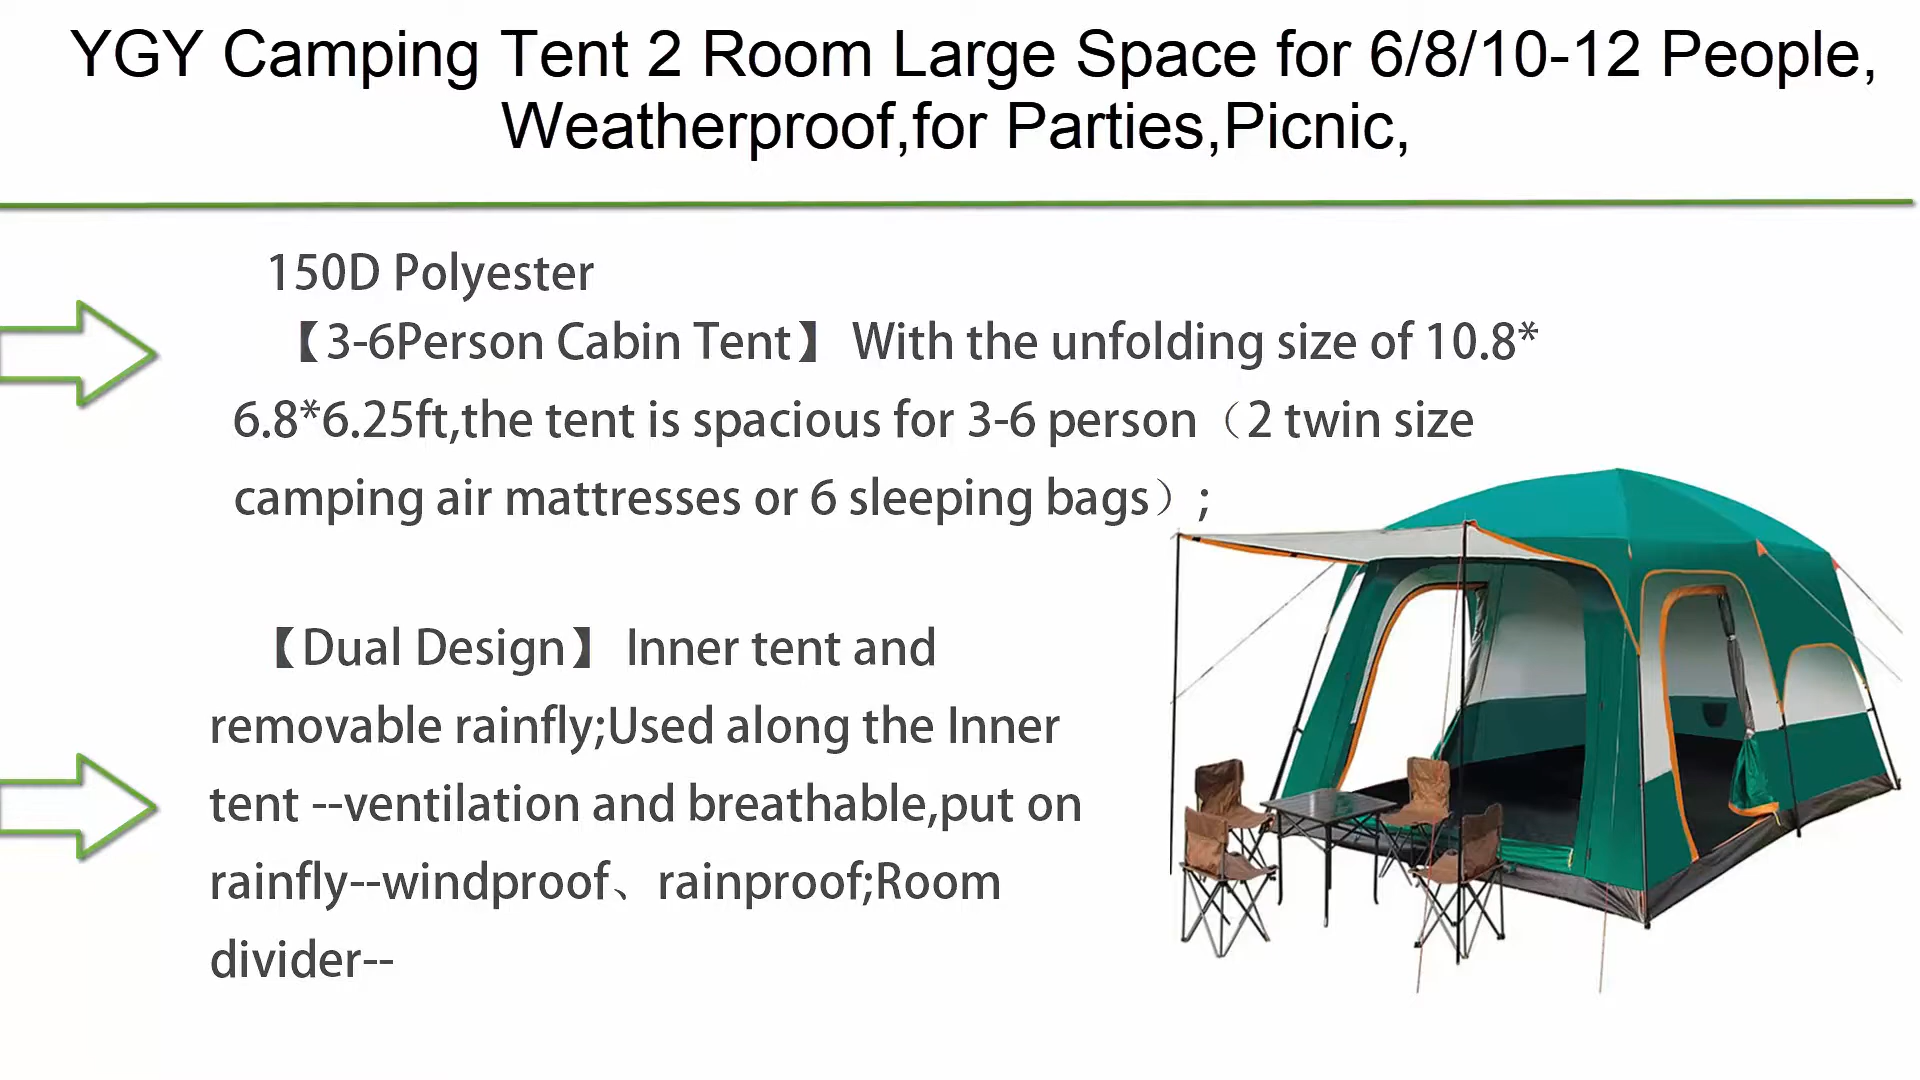 YGY Camping Tent 2 Room Large Space for 6/8/10-12 People,
Weatherproof,for Parties,Picnic,
150D Polyester
【3-6Person Cabin Tent】 With the unfolding size of 10.8*
6.8*6.25ft,the tent is spacious for 3-6 person（2 twin size
camping air mattresses or 6 sleeping bags）;
【Dual Design】 Inner tent and
removable rainfly;Used along the Inner
tent --ventilation and breathable,put on
rainfly--windproof、rainproof;Room
divider--